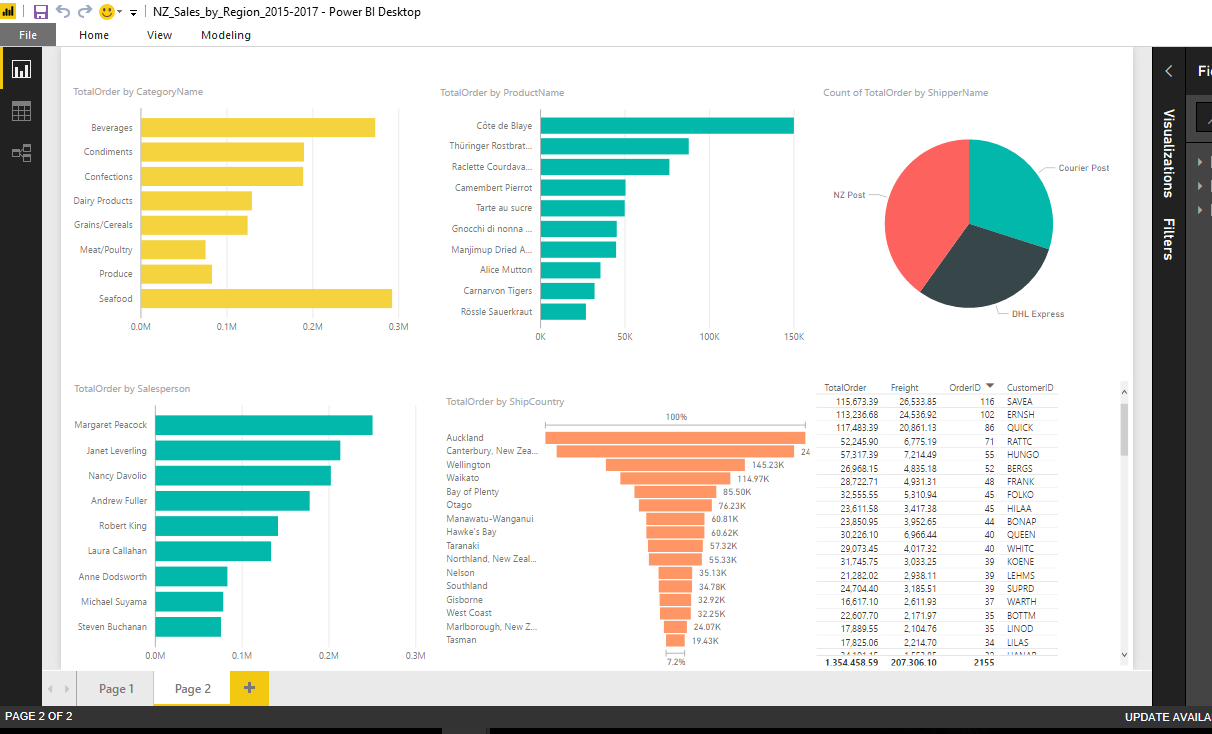 NZ_Sales_by_Region_2015-2017 - Power BI Desktop
File Home View Modeling
TotalOrder by CategoryName
Beverages
Condiments
Confections
Dairy Products
Grains/Cereals
Meat/Poultry
Produce
Seafood
0.0M 0.1M 0.2M 0.3M
TotalOrder by ProductName
Côte de Blaye
Thüringer Rostbrat...
Raclette Courdava...
Camembert Pierrot
Tarte au sucre
Gnocchi di nonna ...
Manjimup Dried A...
Alice Mutton
Carnarvon Tigers
Rössle Sauerkraut
0K 50K 100K 150K
Count of TotalOrder by ShipperName
Courier Post
NZ Post
DHL Express
TotalOrder by Salesperson
Margaret Peacock
Janet Leverling
Nancy Davolio
Andrew Fuller
Robert King
Laura Callahan
Anne Dodsworth
Michael Suyama
Steven Buchanan
0.0M 0.1M 0.2M 0.3M
TotalOrder by ShipCountry
100%
Auckland
Canterbury, New Zea... 24
Wellington 145.23K
Waikato 114.97K
Bay of Plenty 85.50K
Otago 76.23K
Manawatu-Wanganui 60.81K
Hawke's Bay 60.62K
Taranaki 57.32K
Northland, New Zeal... 55.33K
Nelson 35.13K
Southland 34.78K
Gisborne 32.92K
West Coast 32.25K
Marlborough, New Z... 24.07K
Tasman 19.43K
7.2%
TotalOrder Freight OrderID CustomerID
115,673.39 26,533.85 116 SAVEA
113,236.68 24,536.92 102 ERNSH
117,483.39 20,861.13 86 QUICK
52,245.90 6,775.19 71 RATTC
57,317.39 7,214.49 55 HUNGO
26,968.15 4,835.18 52 BERGS
28,722.71 4,931.31 48 FRANK
32,555.55 5,310.94 45 FOLKO
23,611.58 3,417.38 45 HILAA
23,850.95 3,952.65 44 BONAP
30,226.10 6,966.44 40 QUEEN
29,073.45 4,017.32 40 WHITC
31,745.75 3,033.25 39 KOENE
21,282.02 2,938.11 39 LEHMS
24,704.40 3,185.51 39 SUPRD
16,617.10 2,611.93 37 WARTH
22,607.70 2,171.97 35 BOTTM
17,889.55 2,104.76 35 LINOD
17,825.06 2,214.70 34 LILAS
1,354,458.59 207,306.10 2155
Visualizations
Filters
Page 1 Page 2
PAGE 2 OF 2
UPDATE AVAILA